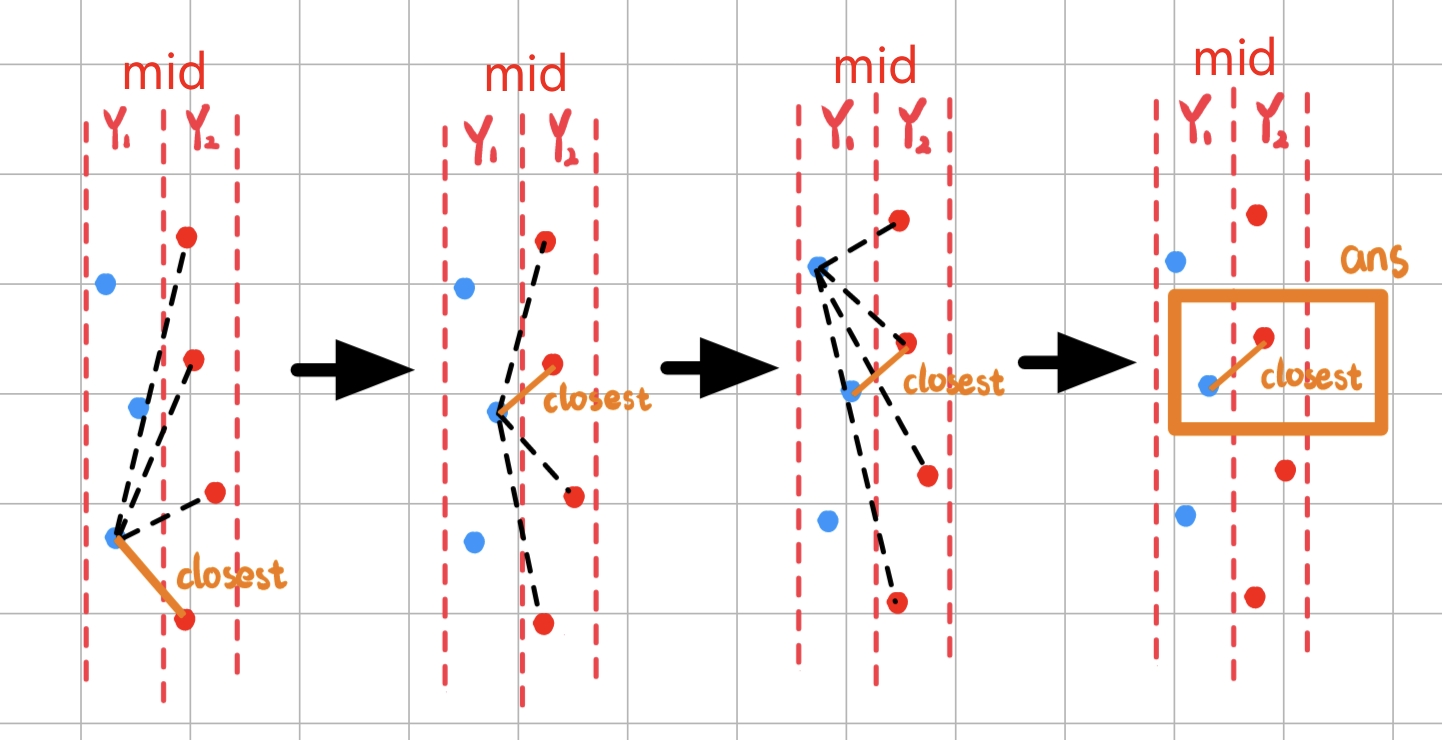 mid
Y₁ Y₂
closest
mid
Y₁ Y₂
closest
mid
Y₁ Y₂
closest
mid
Y₁ Y₂
ans
closest